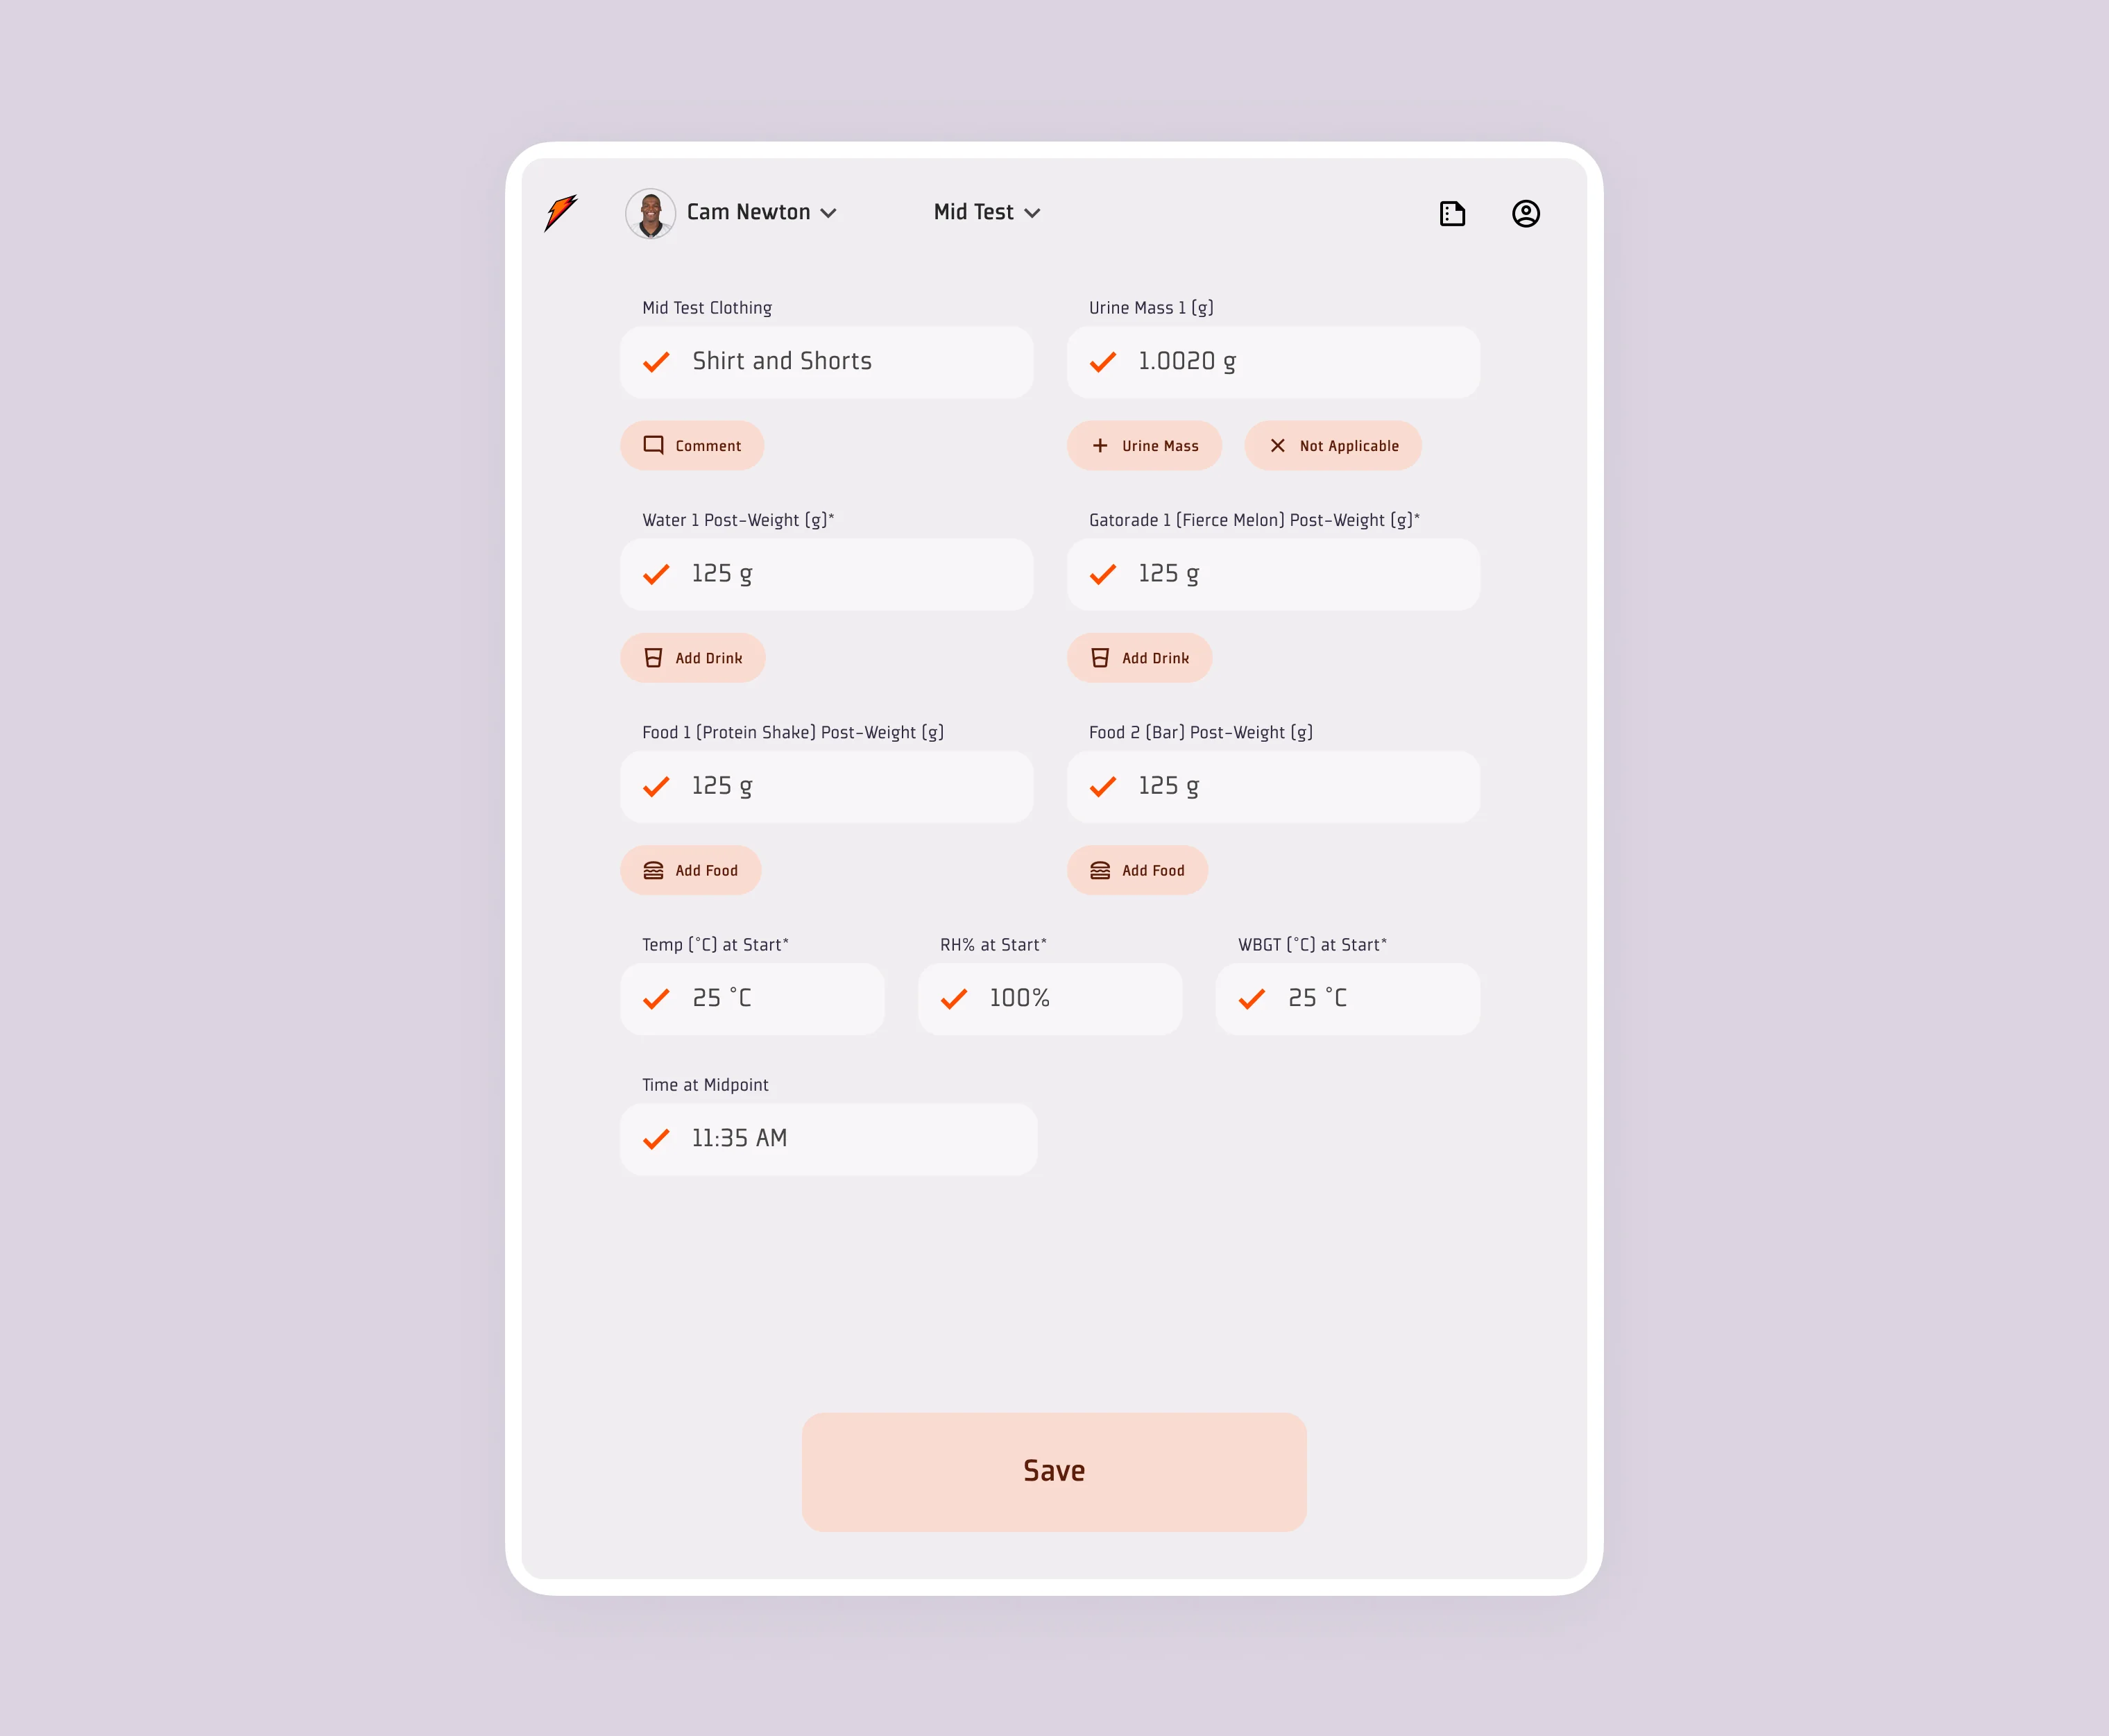 Cam Newton
Mid Test
Mid Test Clothing
Urine Mass 1 (g)
Shirt and Shorts
1.0020 g
Comment
Urine Mass
Not Applicable
Water 1 Post-Weight (g)*
Gatorade 1 (Fierce Melon) Post-Weight (g)*
125 g
125 g
Add Drink
Add Drink
Food 1 (Protein Shake) Post-Weight (g)
Food 2 (Bar) Post-Weight (g)
125 g
125 g
Add Food
Add Food
Temp (°C) at Start*
RH% at Start*
WBGT (°C) at Start*
25 °C
100%
25 °C
Time at Midpoint
11:35 AM
Save